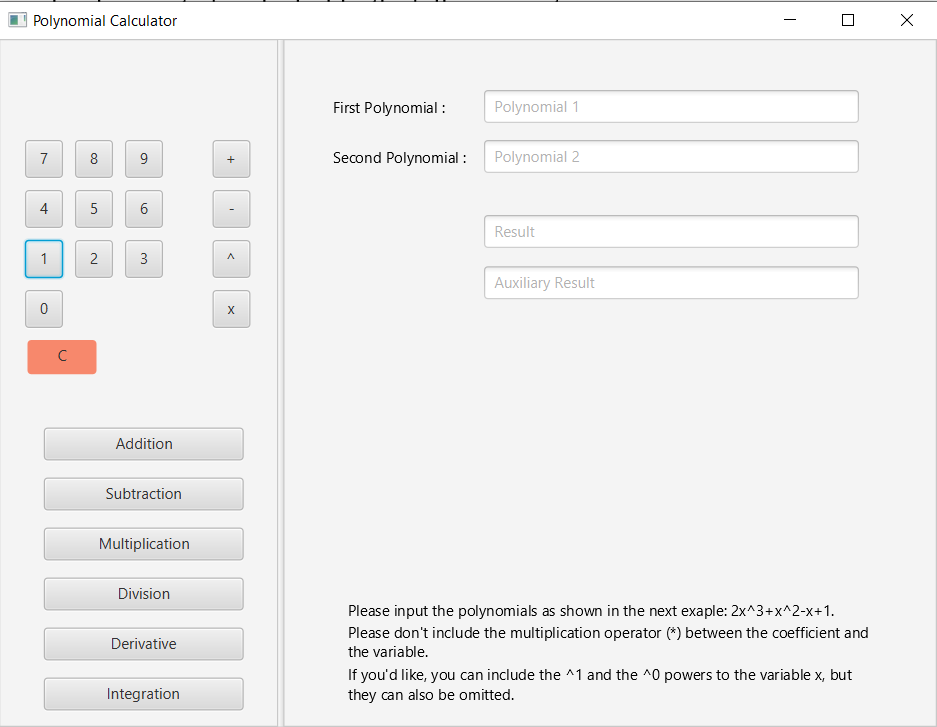 Polynomial Calculator
First Polynomial :
Polynomial 1
Second Polynomial :
Polynomial 2
Result
Auxiliary Result
7 8 9 +
4 5 6 -
1 2 3 ^
0 x
C
Addition
Subtraction
Multiplication
Division
Derivative
Integration
Please input the polynomials as shown in the next exaple: 2x^3+x^2-x+1.
Please don't include the multiplication operator (*) between the coefficient and
the variable.
If you'd like, you can include the ^1 and the ^0 powers to the variable x, but
they can also be omitted.